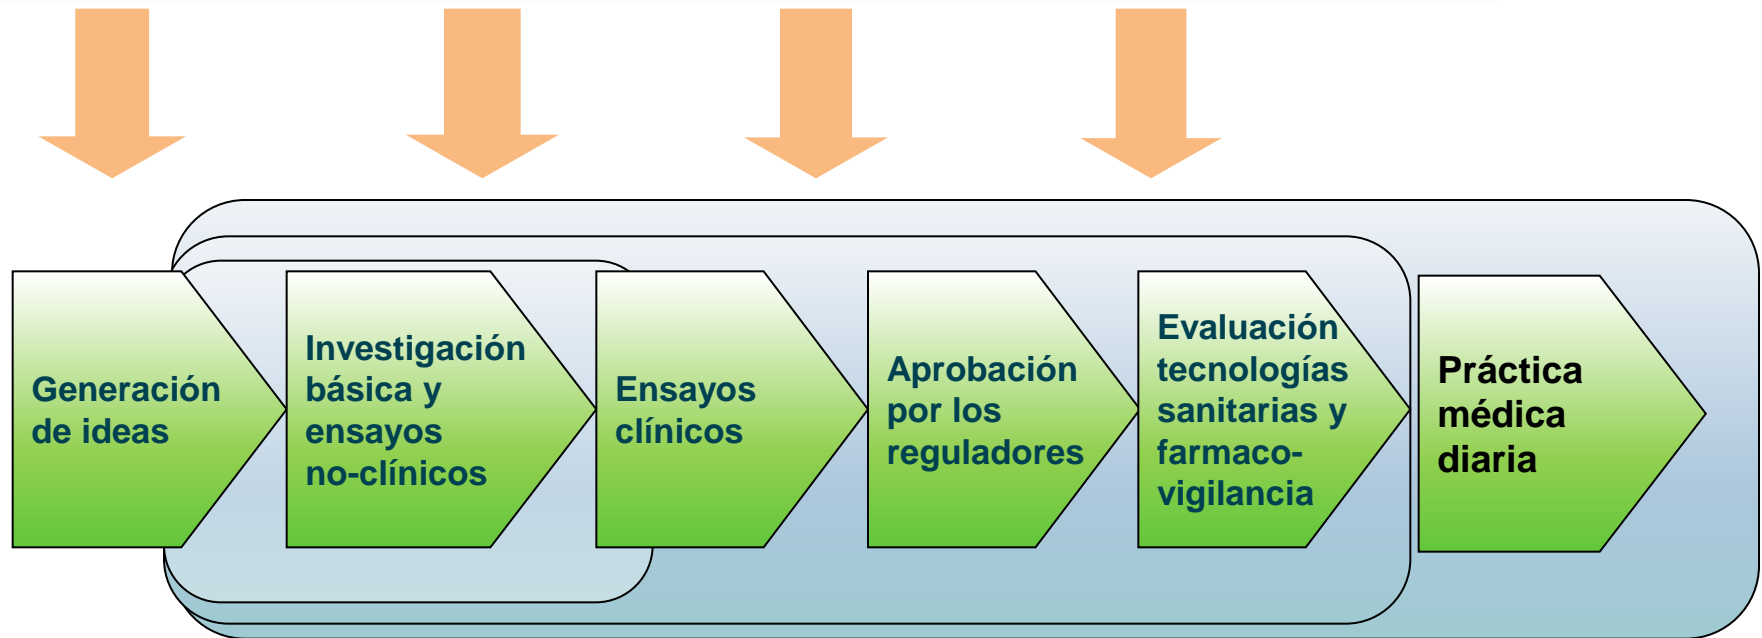 Generación
de ideas
Investigación
básica y
ensayos
no-clínicos
Ensayos
clínicos
Aprobación
por los
reguladores
Evaluación
tecnologías
sanitarias y
farmaco-
vigilancia
Práctica
médica
diaria